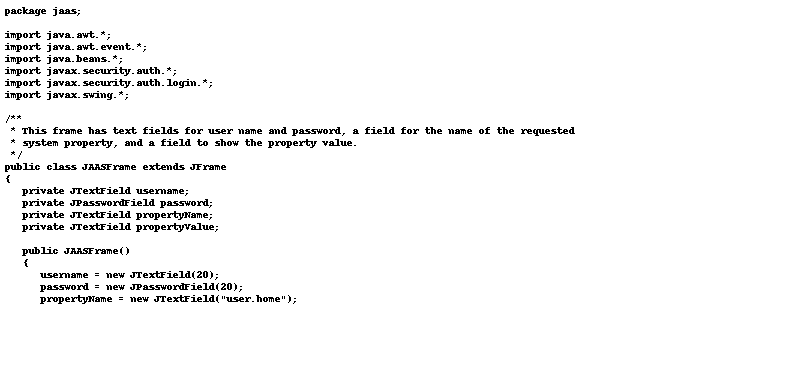 package jaas;

import java.awt.*;
import java.awt.event.*;
import java.beans.*;
import javax.security.auth.*;
import javax.security.auth.login.*;
import javax.swing.*;

/**
 * This frame has text fields for user name and password, a field for the name of the requested
 * system property, and a field to show the property value.
 */
public class JAASFrame extends JFrame
{
   private JTextField username;
   private JPasswordField password;
   private JTextField propertyName;
   private JTextField propertyValue;

   public JAASFrame()
   {
      username = new JTextField(20);
      password = new JPasswordField(20);
      propertyName = new JTextField("user.home");